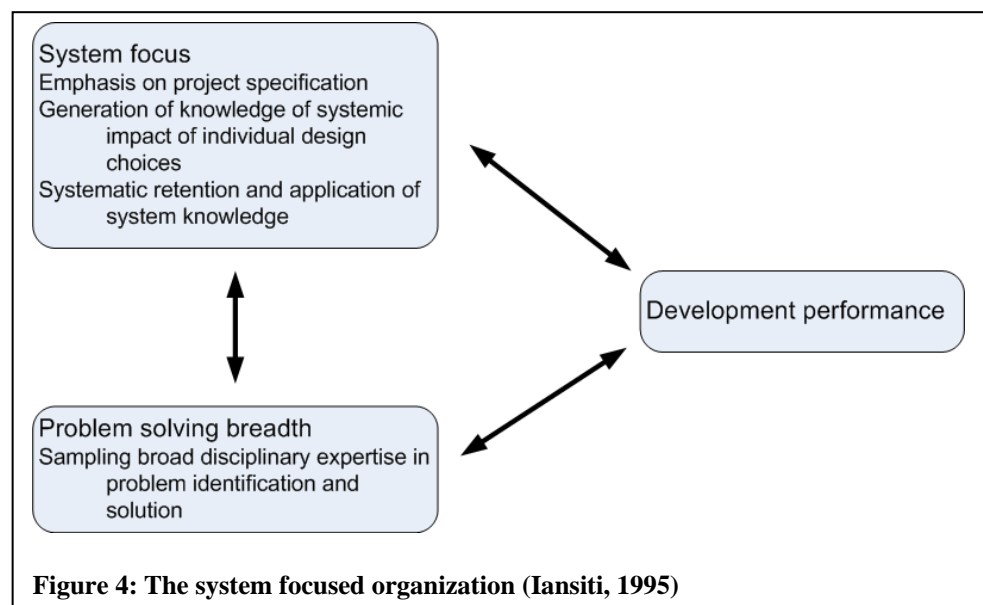 System focus
Emphasis on project specification
Generation of knowledge of systemic
impact of individual design
choices
Systematic retention and application of
system knowledge
Development performance
Problem solving breadth
Sampling broad disciplinary expertise in
problem identification and
solution
Figure 4: The system focused organization (Iansiti, 1995)